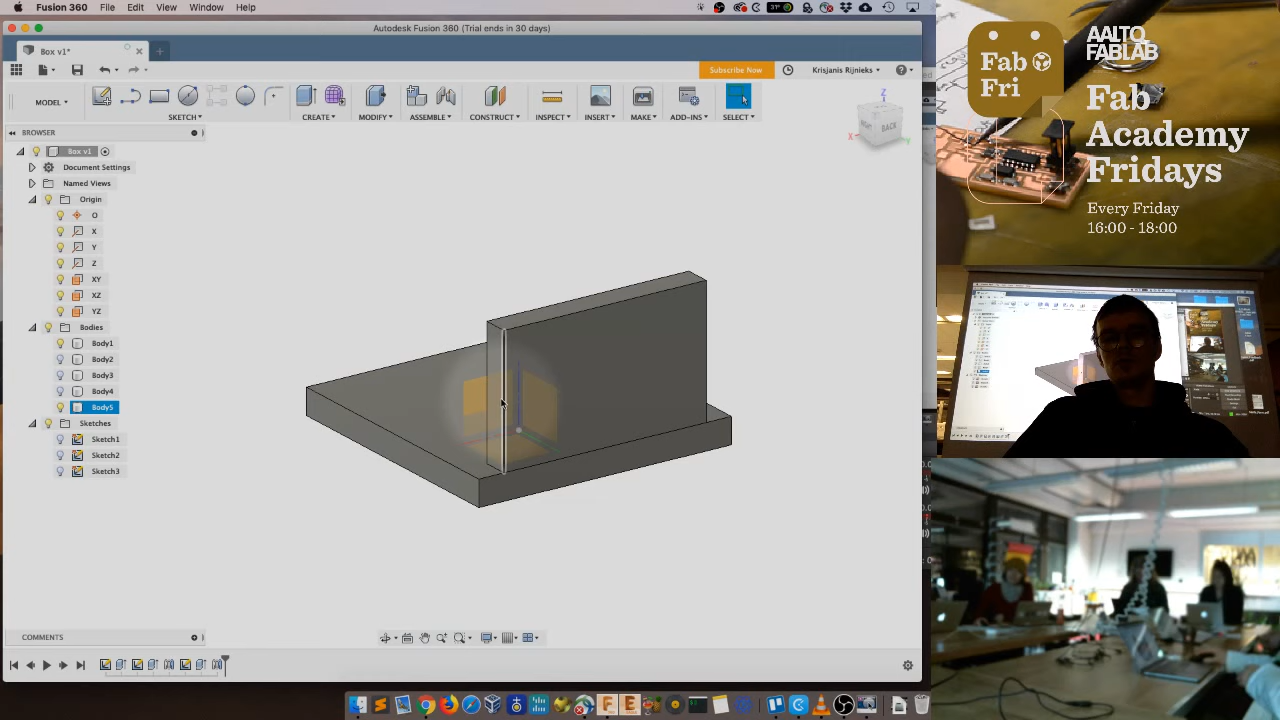 Fusion 360 File Edit View Window Help 31°
Autodesk Fusion 360 (Trial ends in 30 days)
Box v1*
Subscribe Now Krisjanis Rijnieks ?
MODEL SKETCH CREATE MODIFY ASSEMBLE CONSTRUCT INSPECT INSERT MAKE ADD-INS SELECT
BROWSER
Z
X
BACK
Box v1
Document Settings
Named Views
Origin
O
X
Y
Z
XY
XZ
YZ
Bodies
Body1
Body2
Body3
Body4
Body5
Sketches
Sketch1
Sketch2
Sketch3
COMMENTS
Fab
Fri
AALTO
FABLAB
Fab
Academy
Fridays
Every Friday
16:00 - 18:00